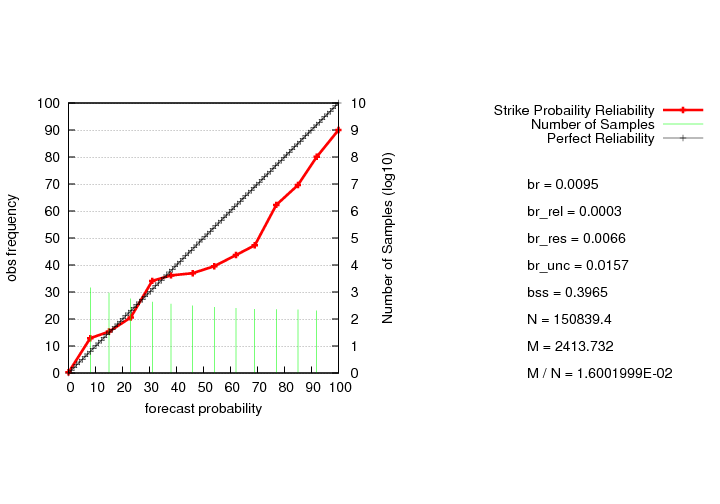 Strike Probaility Reliability
Number of Samples
Perfect Reliability
br = 0.0095
br_rel = 0.0003
br_res = 0.0066
br_unc = 0.0157
bss = 0.3965
N = 150839.4
M = 2413.732
M / N = 1.6001999E-02
obs frequency
100
90
80
70
60
50
40
30
20
10
0
0 10 20 30 40 50 60 70 80 90 100
forecast probability
10
9
8
7
6
5
4
3
2
1
0
Number of Samples (log10)